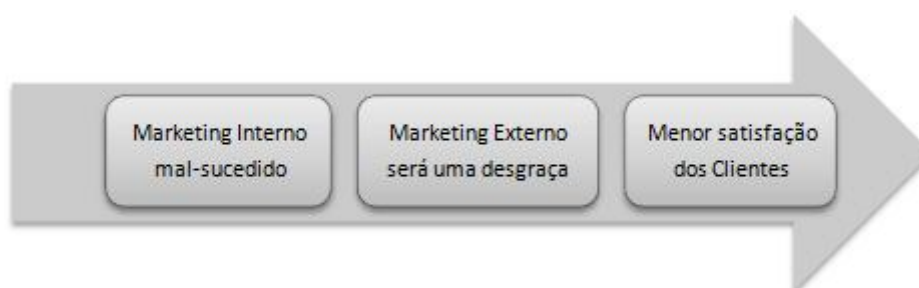 Marketing Interno
mal-sucedido
Marketing Externo
será uma desgraça
Menor satisfação
dos Clientes